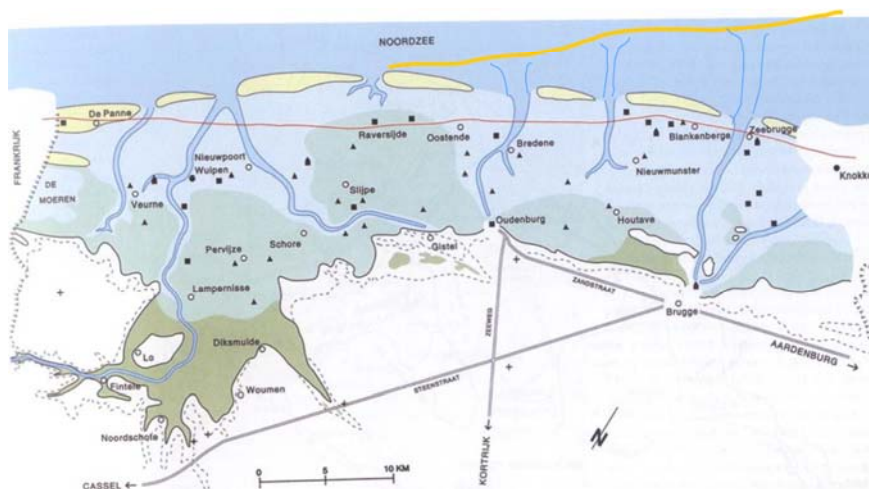 NOORDZEE
FRANKRIJK
De Panne
DE
MOEREN
Veurne
Nieuwpoort
Wulpen
Raversijde
Oostende
Bredene
Blankenberge
Zeebrugge
Knokke
Nieuwmunster
Slijpe
Schore
Pervijze
Lampernisse
Gistel
Oudenburg
Houtave
Lo
Diksmuide
Fintele
Woumen
Noordschote
ZANDSTRAAT
ZEEWEG
STEENSTRAAT
Brugge
AARDENBURG
N
KORTRIJK
CASSEL
0 5 10 KM